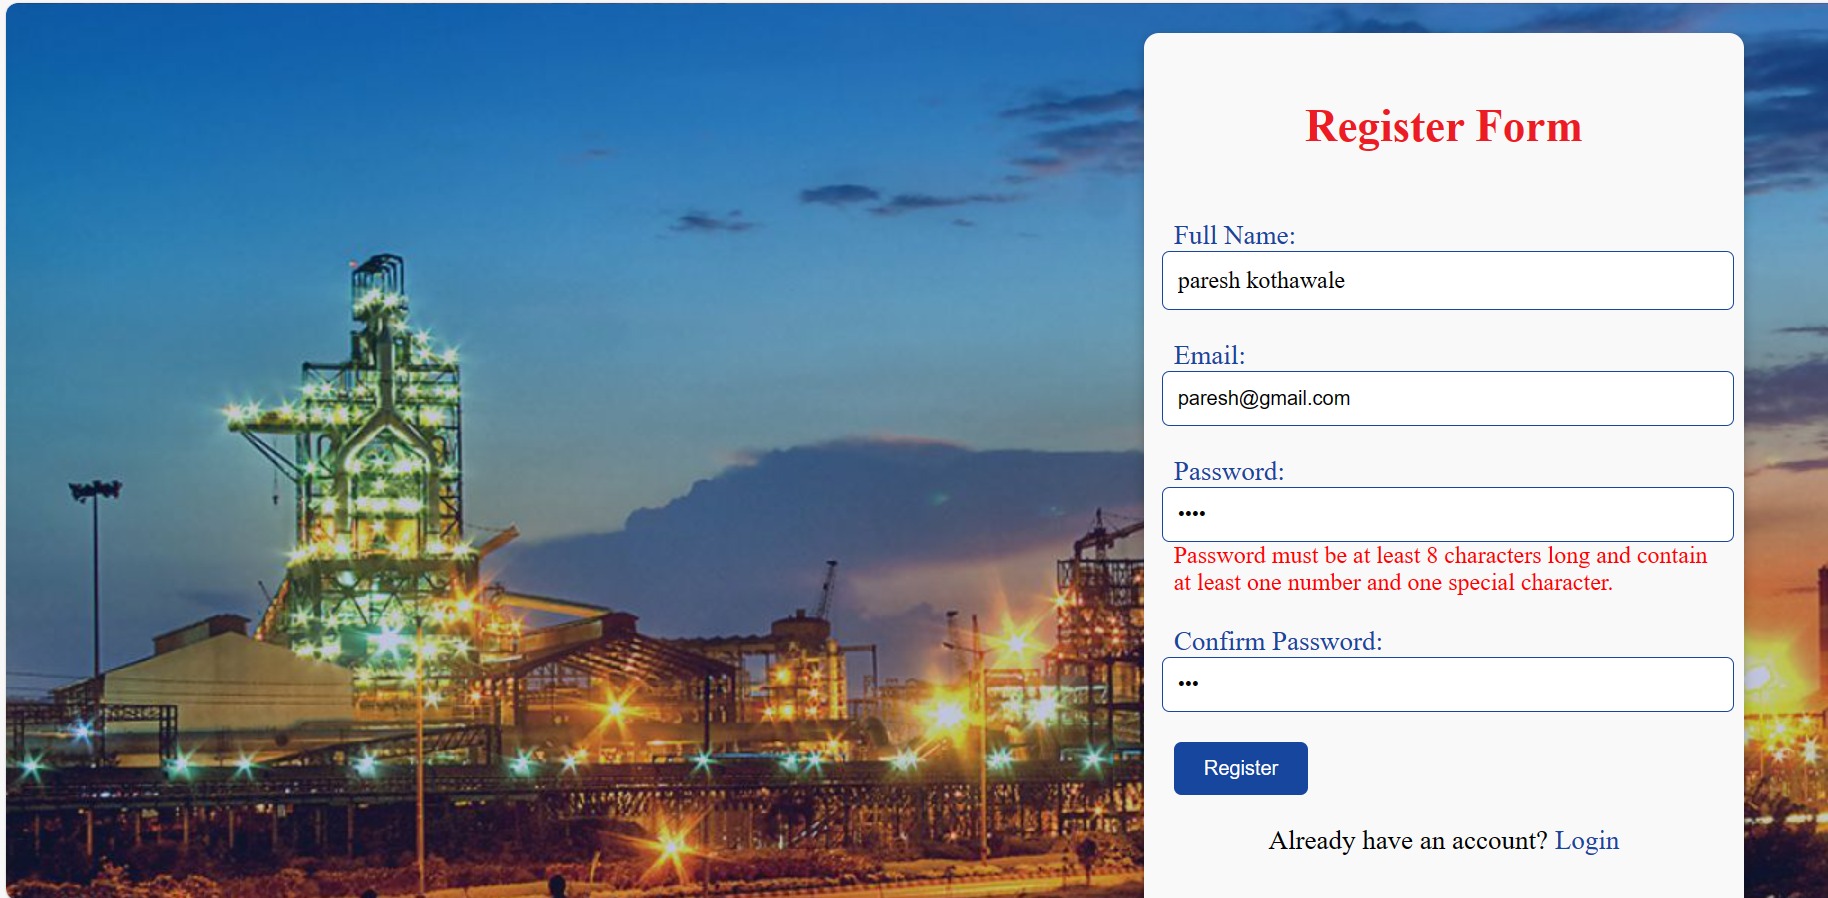 Register Form
Full Name:
paresh kothawale
Email:
paresh@gmail.com
Password:
••••
Password must be at least 8 characters long and contain
at least one number and one special character.
Confirm Password:
•••
Register
Already have an account? Login